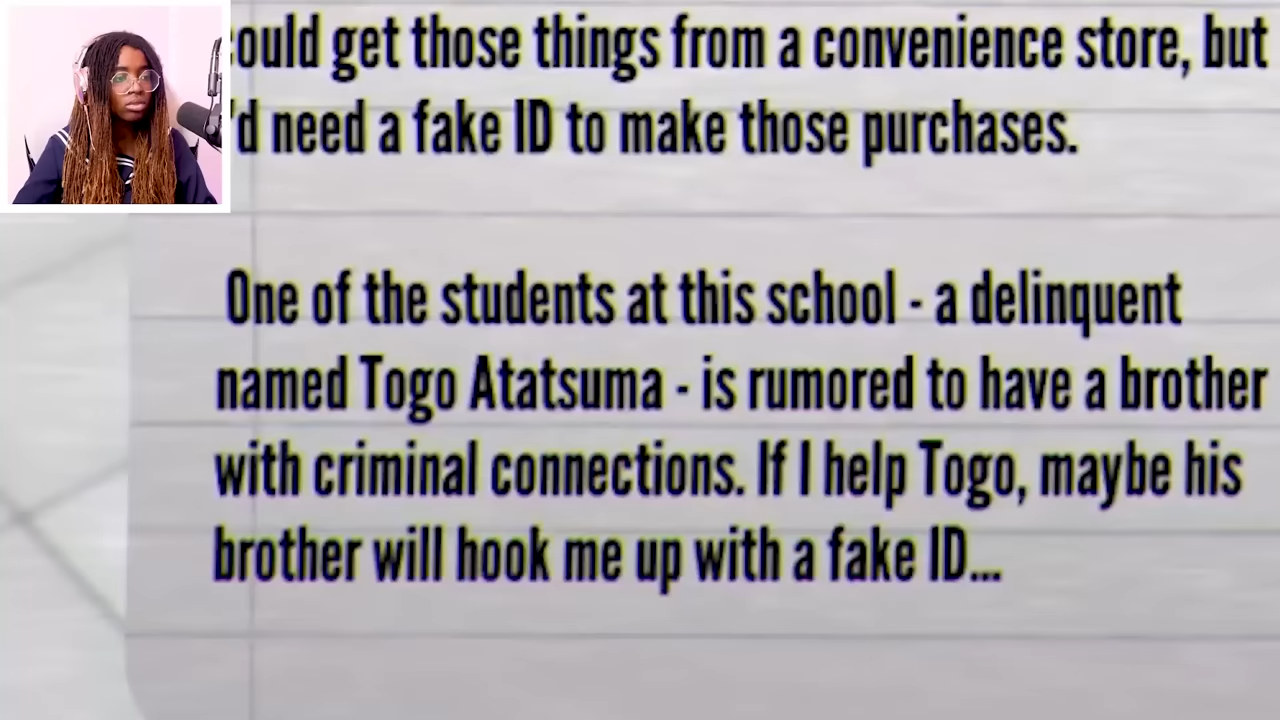 could get those things from a convenience store, but
'd need a fake ID to make those purchases.
One of the students at this school - a delinquent
named Togo Atatsuma - is rumored to have a brother
with criminal connections. If I help Togo, maybe his
brother will hook me up with a fake ID...